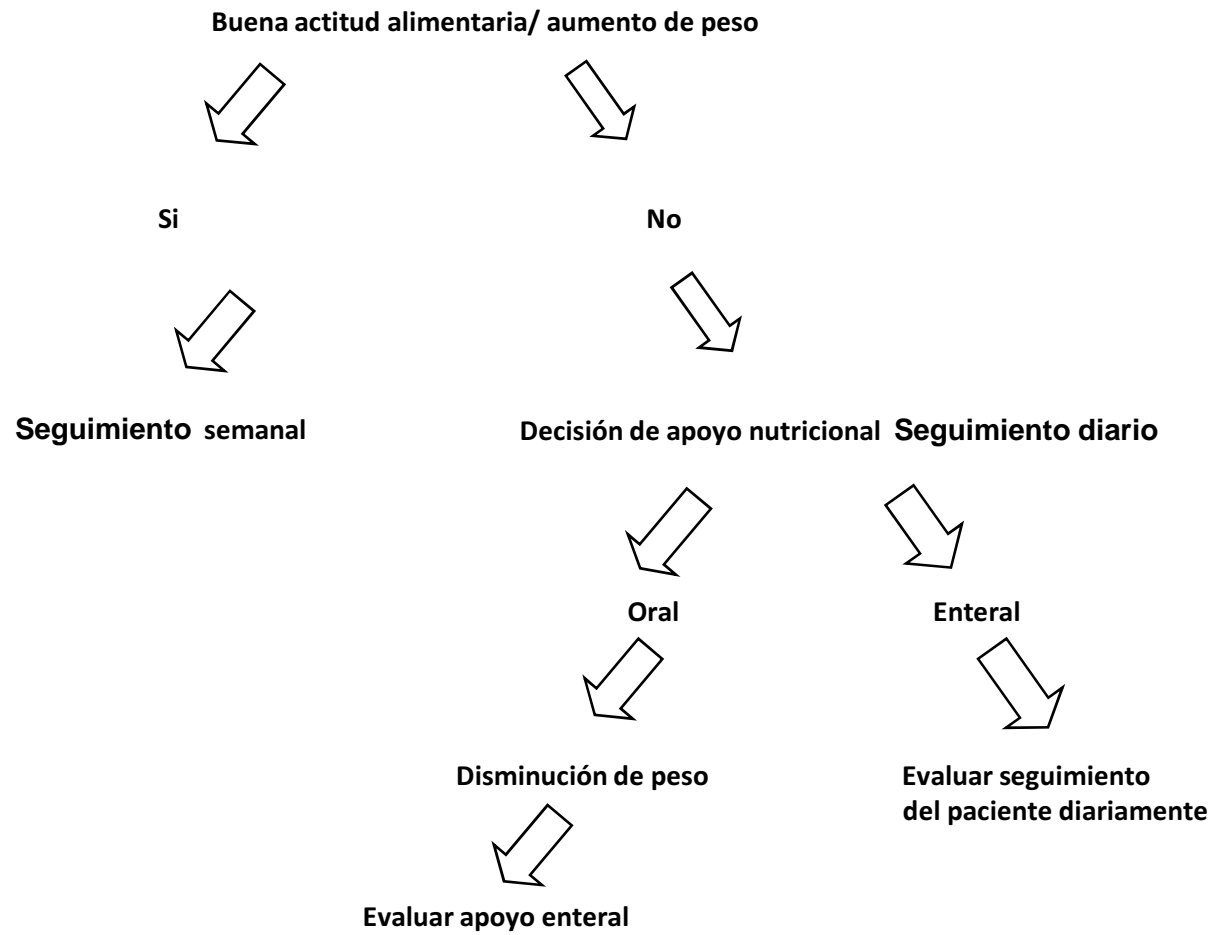 Buena actitud alimentaria/ aumento de peso
Si
No
Seguimiento semanal
Decisión de apoyo nutricional Seguimiento diario
Oral
Enteral
Disminución de peso
Evaluar seguimiento
del paciente diariamente
Evaluar apoyo enteral